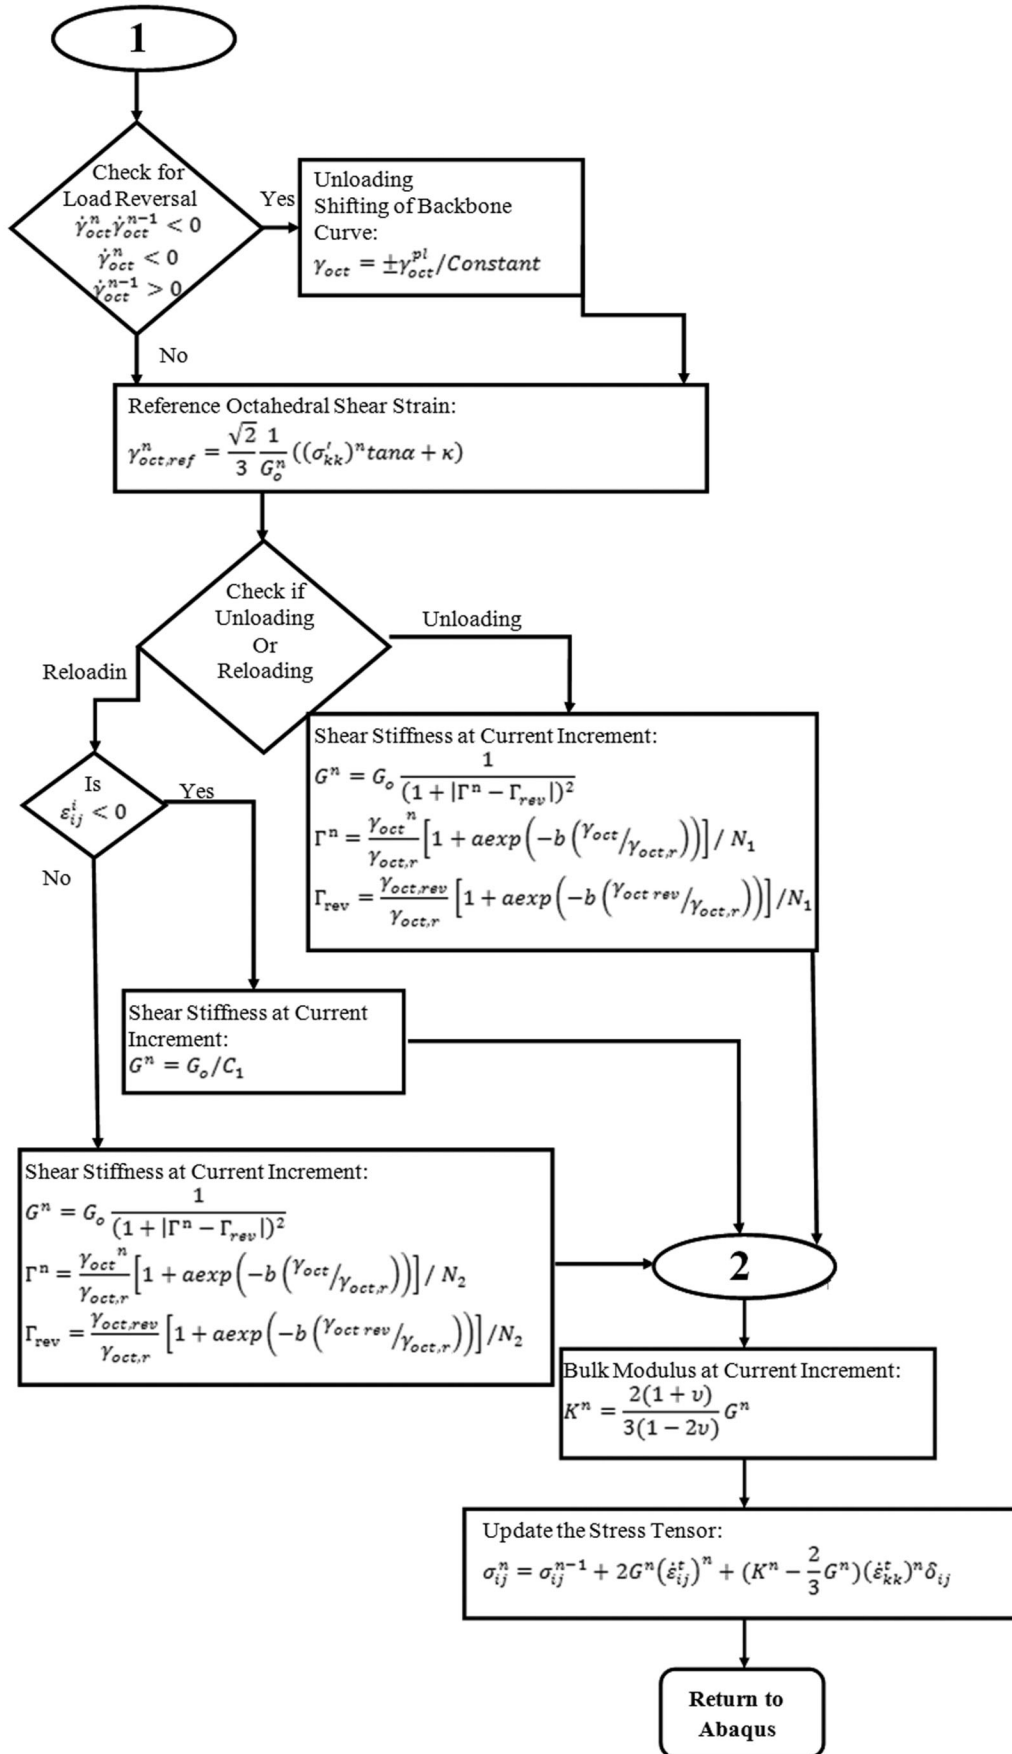 1
Check for
Load Reversal
γ̇ⁿ_oct γ̇ⁿ⁻¹_oct < 0
γ̇ⁿ_oct < 0
γ̇ⁿ⁻¹_oct > 0
Yes
Unloading
Shifting of Backbone
Curve:
γ_oct = ±γ^pl_oct/Constant
No
Reference Octahedral Shear Strain:
γⁿ_oct,ref = √2/3 1/Gⁿ_o ((σ′_kk)ⁿtanα + κ)
Check if
Unloading
Or
Reloading
Unloading
Reloadin
Shear Stiffness at Current Increment:
Gⁿ = G_o 1/(1 + |Γⁿ − Γ_rev|)²
Γⁿ = γ_octⁿ/γ_oct,r [1 + aexp(−b(γ_oct/γ_oct,r))]/ N₁
Γ_rev = γ_oct,rev/γ_oct,r [1 + aexp(−b(γ_oct rev/γ_oct,r))]/N₁
Is
εⁱ_ij < 0
Yes
No
Shear Stiffness at Current
Increment:
Gⁿ = G_o/C₁
Shear Stiffness at Current Increment:
Gⁿ = G_o 1/(1 + |Γⁿ − Γ_rev|)²
Γⁿ = γ_octⁿ/γ_oct,r [1 + aexp(−b(γ_oct/γ_oct,r))]/ N₂
Γ_rev = γ_oct,rev/γ_oct,r [1 + aexp(−b(γ_oct rev/γ_oct,r))]/N₂
2
Bulk Modulus at Current Increment:
Kⁿ = 2(1 + υ)/3(1 − 2υ) Gⁿ
Update the Stress Tensor:
σⁿ_ij = σⁿ⁻¹_ij + 2Gⁿ(ε̇ᵗ_ij)ⁿ + (Kⁿ − 2/3 Gⁿ)(ε̇ᵗ_kk)ⁿδ_ij
Return to
Abaqus